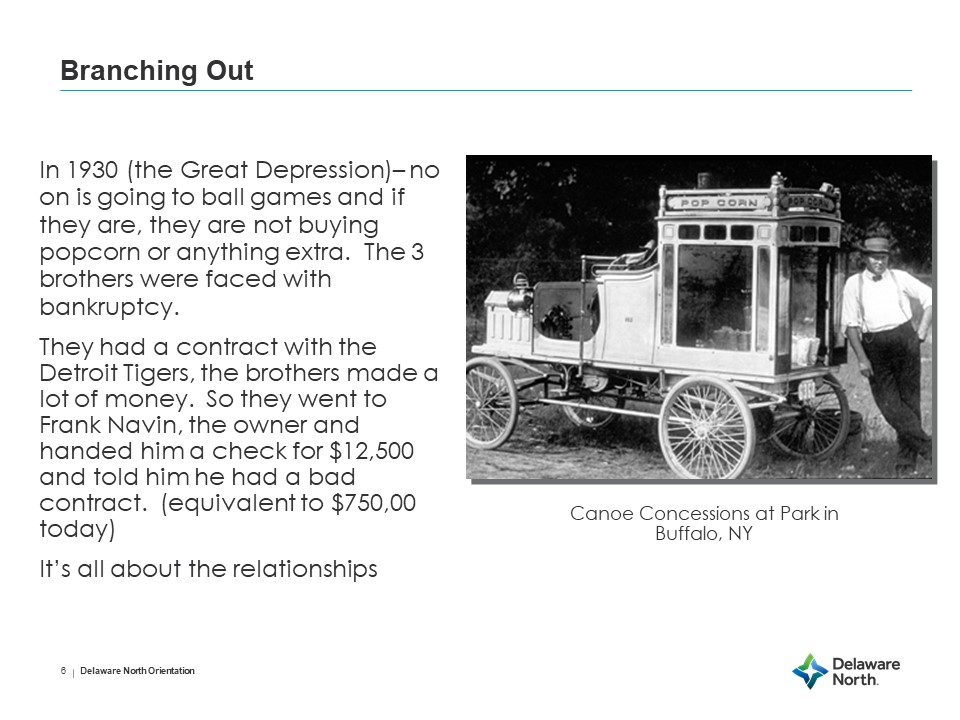 Branching Out
In 1930 (the Great Depression)– no
on is going to ball games and if
they are, they are not buying
popcorn or anything extra.  The 3
brothers were faced with
bankruptcy.
They had a contract with the
Detroit Tigers, the brothers made a
lot of money.  So they went to
Frank Navin, the owner and
handed him a check for $12,500
and told him he had a bad
contract.  (equivalent to $750,00
today)
It’s all about the relationships
POP CORN
POP CORN
Canoe Concessions at Park in
Buffalo, NY
6 | Delaware North Orientation
Delaware
North.